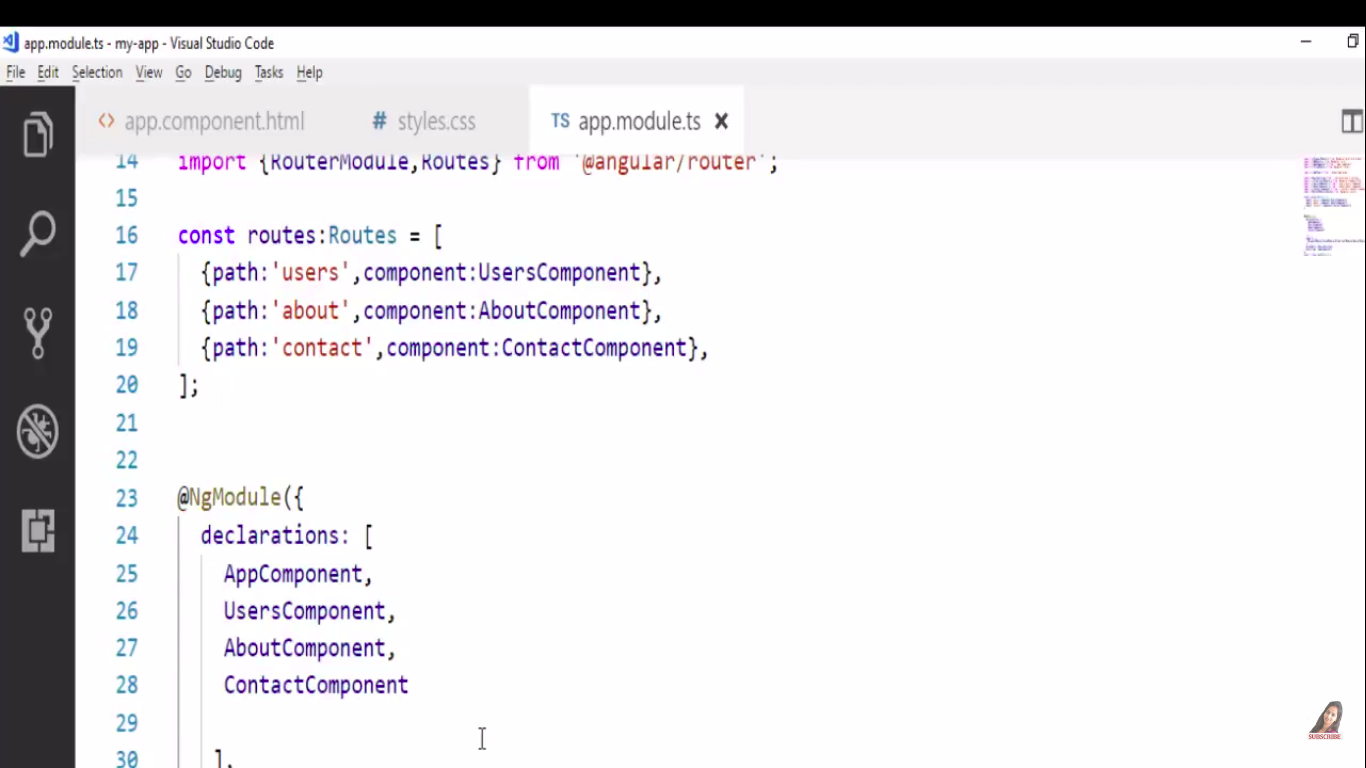 app.module.ts - my-app - Visual Studio Code
File Edit Selection View Go Debug Tasks Help
<> app.component.html # styles.css TS app.module.ts ×
14 import {RouterModule,Routes} from '@angular/router';
15
16 const routes:Routes = [
17 {path:'users',component:UsersComponent},
18 {path:'about',component:AboutComponent},
19 {path:'contact',component:ContactComponent},
20 ];
21
22
23 @NgModule({
24 declarations: [
25 AppComponent,
26 UsersComponent,
27 AboutComponent,
28 ContactComponent
29
30 ],
SUBSCRIBE